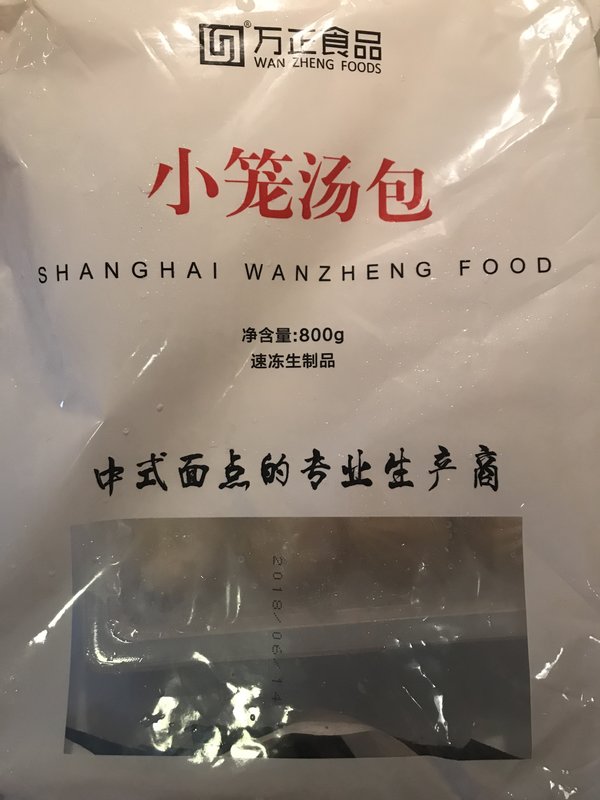 万正食品
WAN ZHENG FOODS
小笼汤包
SHANGHAI WANZHENG FOOD
净含量:800g
速冻生制品
中式面点的专业生产商
2018/06/14